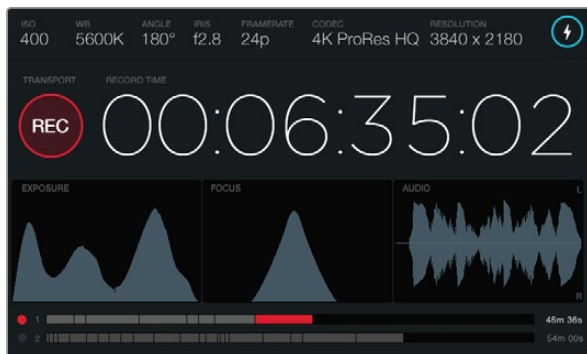 ISO WB ANGLE IRIS FRAMERATE CODEC RESOLUTION
400 5600K 180° f2.8 24p 4K ProRes HQ 3840 x 2180
TRANSPORT RECORD TIME
REC 00:06:35:02
EXPOSURE FOCUS AUDIO L
R
1 45m 36s
2 54m 00s